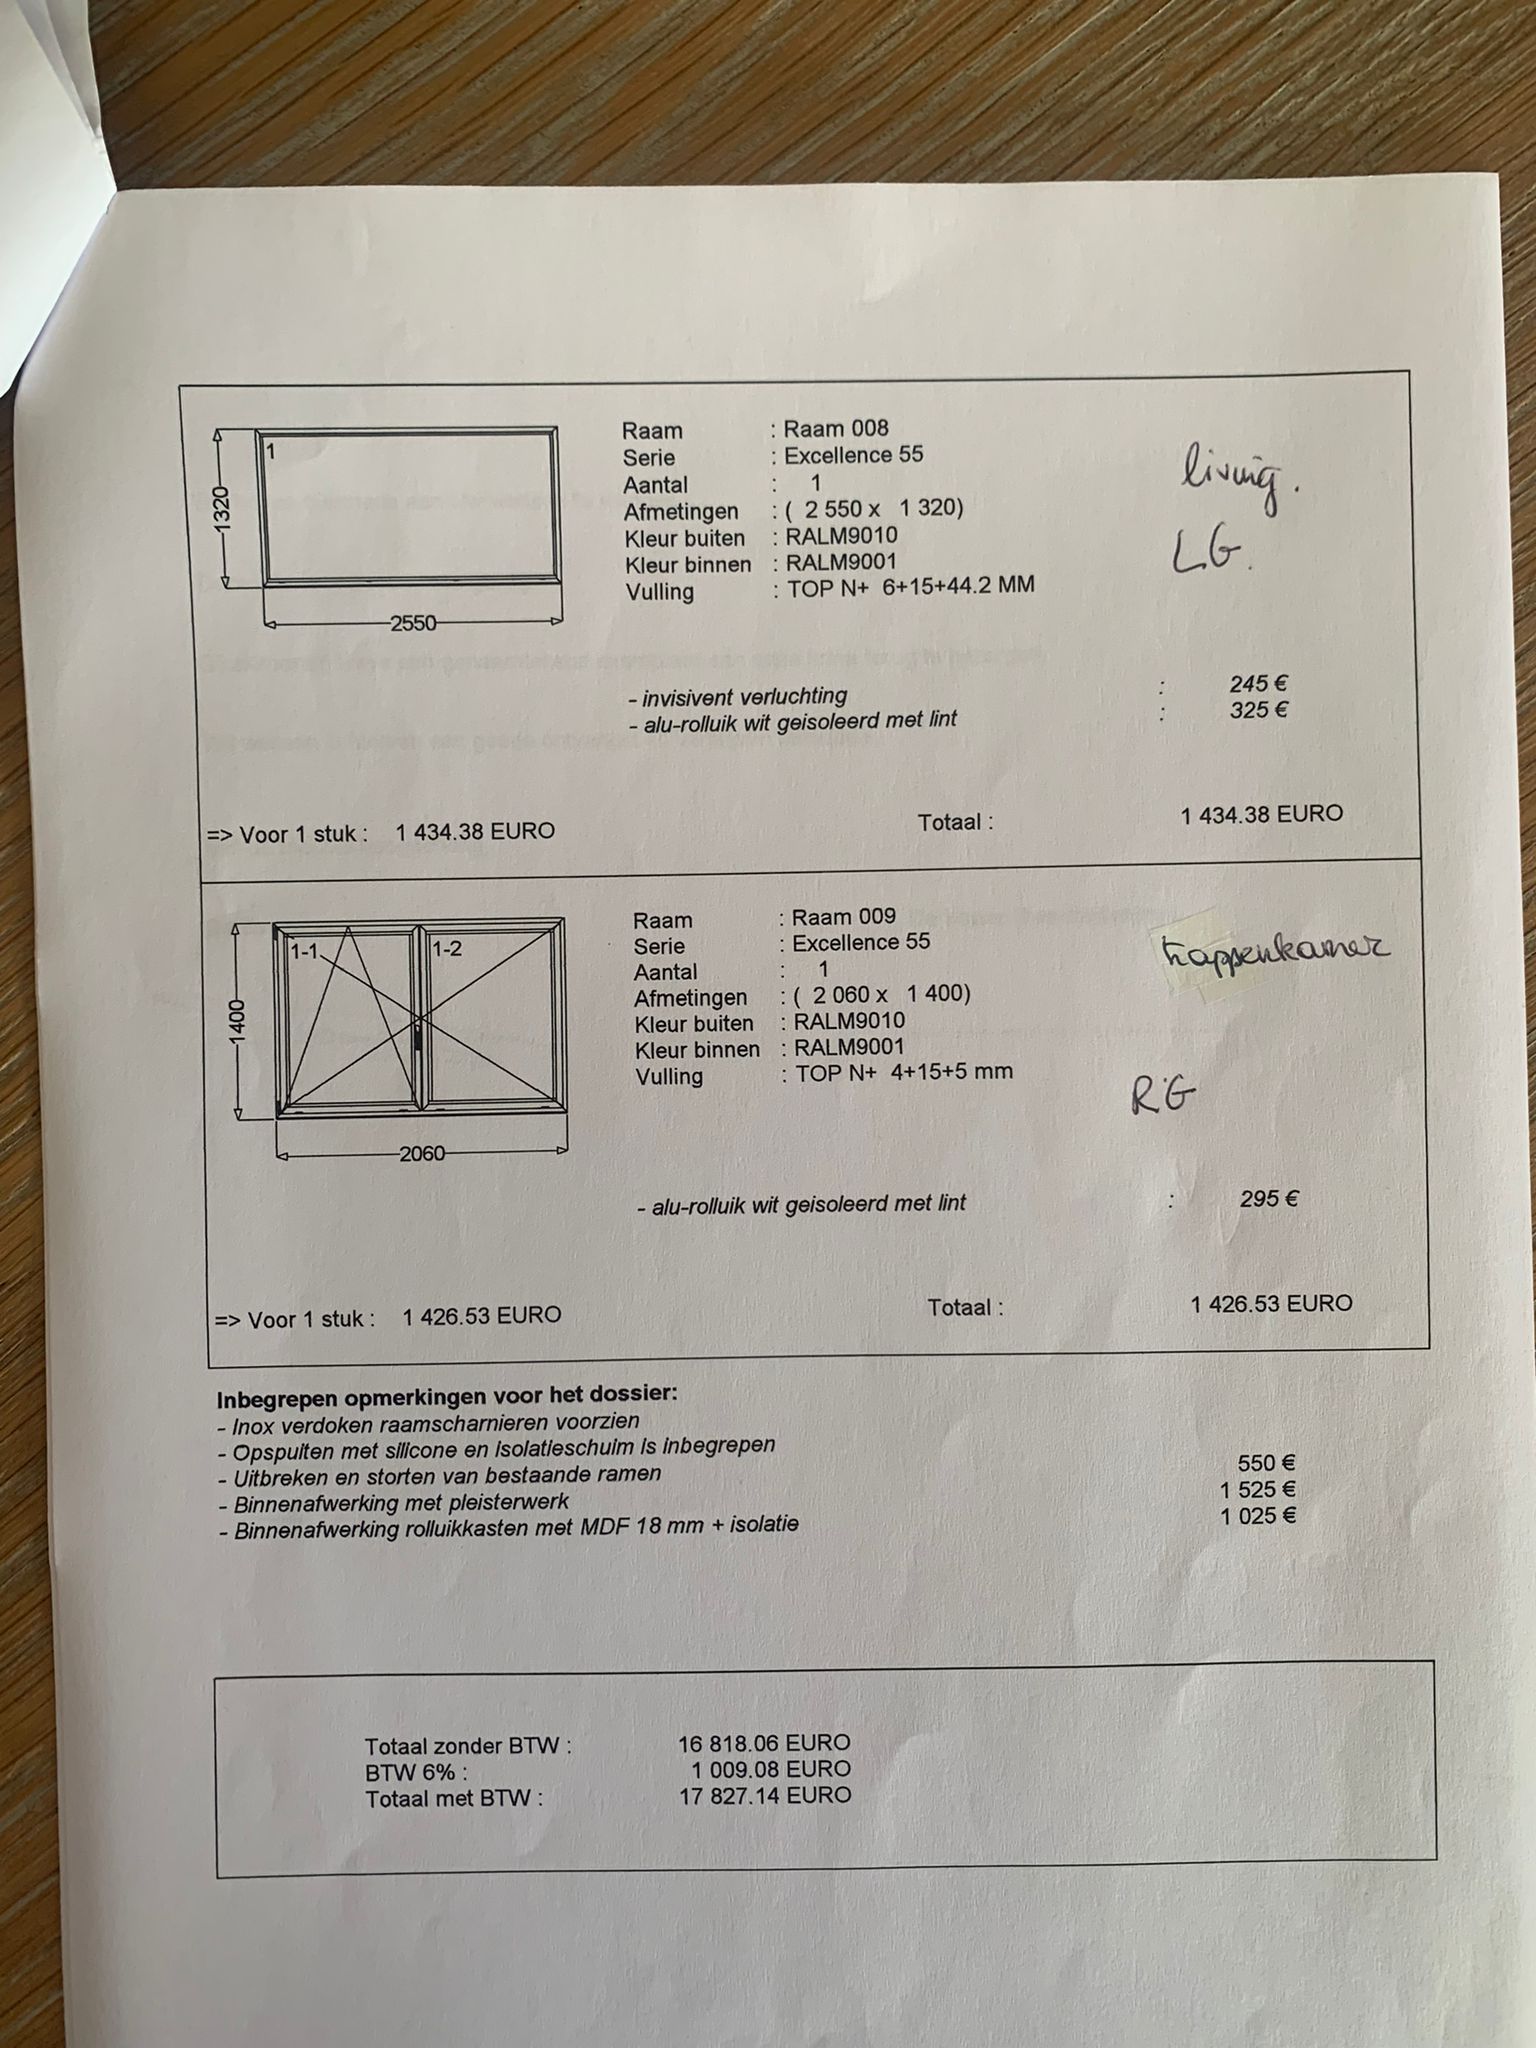 1
1320
2550
Raam : Raam 008
Serie : Excellence 55
Aantal : 1
Afmetingen : ( 2 550 x 1 320)
Kleur buiten : RALM9010
Kleur binnen : RALM9001
Vulling : TOP N+ 6+15+44.2 MM
living.
LG.
- invisivent verluchting : 245 €
- alu-rolluik wit geisoleerd met lint : 325 €
=> Voor 1 stuk : 1 434.38 EURO Totaal : 1 434.38 EURO
1-1 1-2
1400
2060
Raam : Raam 009
Serie : Excellence 55
Aantal : 1
Afmetingen : ( 2 060 x 1 400)
Kleur buiten : RALM9010
Kleur binnen : RALM9001
Vulling : TOP N+ 4+15+5 mm
trappenkamer
RG
- alu-rolluik wit geisoleerd met lint : 295 €
=> Voor 1 stuk : 1 426.53 EURO Totaal : 1 426.53 EURO
Inbegrepen opmerkingen voor het dossier:
- Inox verdoken raamscharnieren voorzien
- Opspuiten met silicone en isolatieschuim is inbegrepen
- Uitbreken en storten van bestaande ramen 550 €
- Binnenafwerking met pleisterwerk 1 525 €
- Binnenafwerking rolluikkasten met MDF 18 mm + isolatie 1 025 €
Totaal zonder BTW : 16 818.06 EURO
BTW 6% : 1 009.08 EURO
Totaal met BTW : 17 827.14 EURO